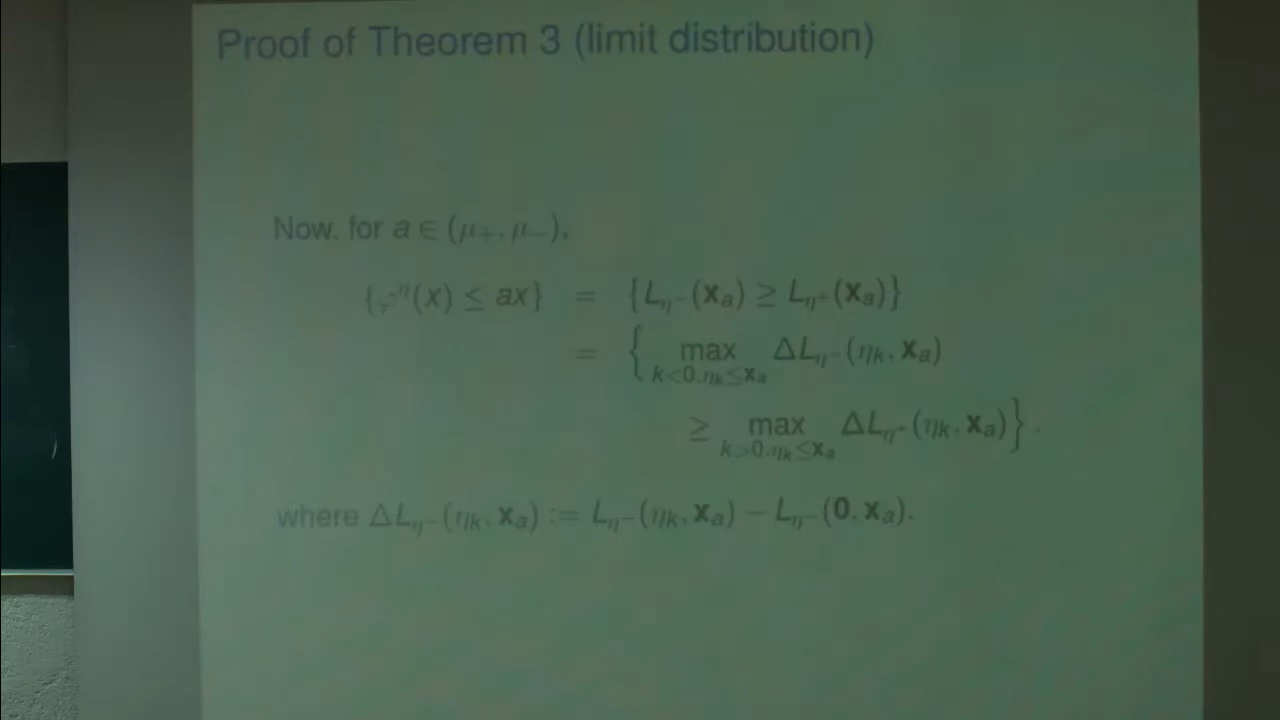 Proof of Theorem 3 (limit distribution)
Now, for a ∈ (μ₊, μ₋),
{φ^η(x) ≤ ax} = {L_{η⁻}(x_a) ≥ L_{η⁺}(x_a)}
= { max_{k<0,η_k≤x_a} ΔL_{η⁻}(η_k, x_a)
≥ max_{k>0,η_k≤x_a} ΔL_{η⁺}(η_k, x_a)},
where ΔL_{η⁻}(η_k, x_a) := L_{η⁻}(η_k, x_a) − L_{η⁻}(0, x_a).